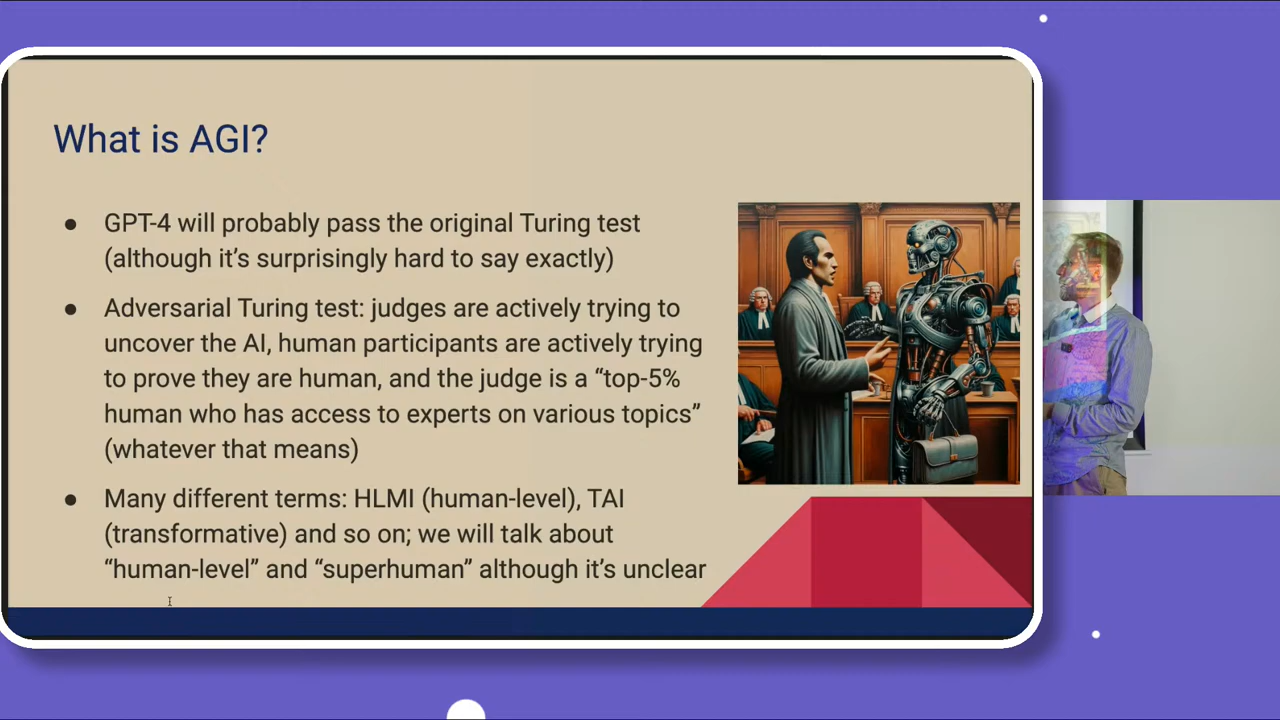 What is AGI?
GPT-4 will probably pass the original Turing test
(although it’s surprisingly hard to say exactly)
Adversarial Turing test: judges are actively trying to
uncover the AI, human participants are actively trying
to prove they are human, and the judge is a “top-5%
human who has access to experts on various topics”
(whatever that means)
Many different terms: HLMI (human-level), TAI
(transformative) and so on; we will talk about
“human-level” and “superhuman” although it’s unclear